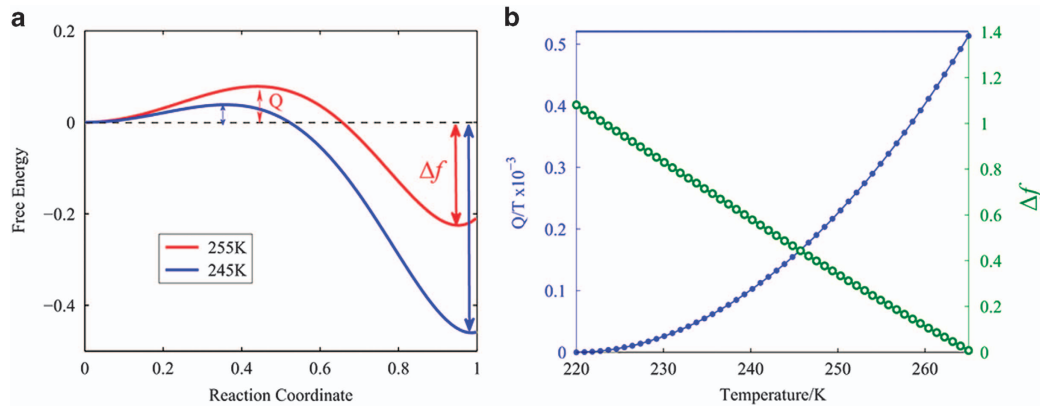 a
0.2
0
−0.2
−0.4
Free Energy
Q
Δf
255K
245K
0 0.2 0.4 0.6 0.8 1
Reaction Coordinate
b
0.5
0.4
0.3
0.2
0.1
0
Q/T x10⁻³
1.4
1.2
1
0.8
0.6
0.4
0.2
0
Δf
220 230 240 250 260
Temperature/K